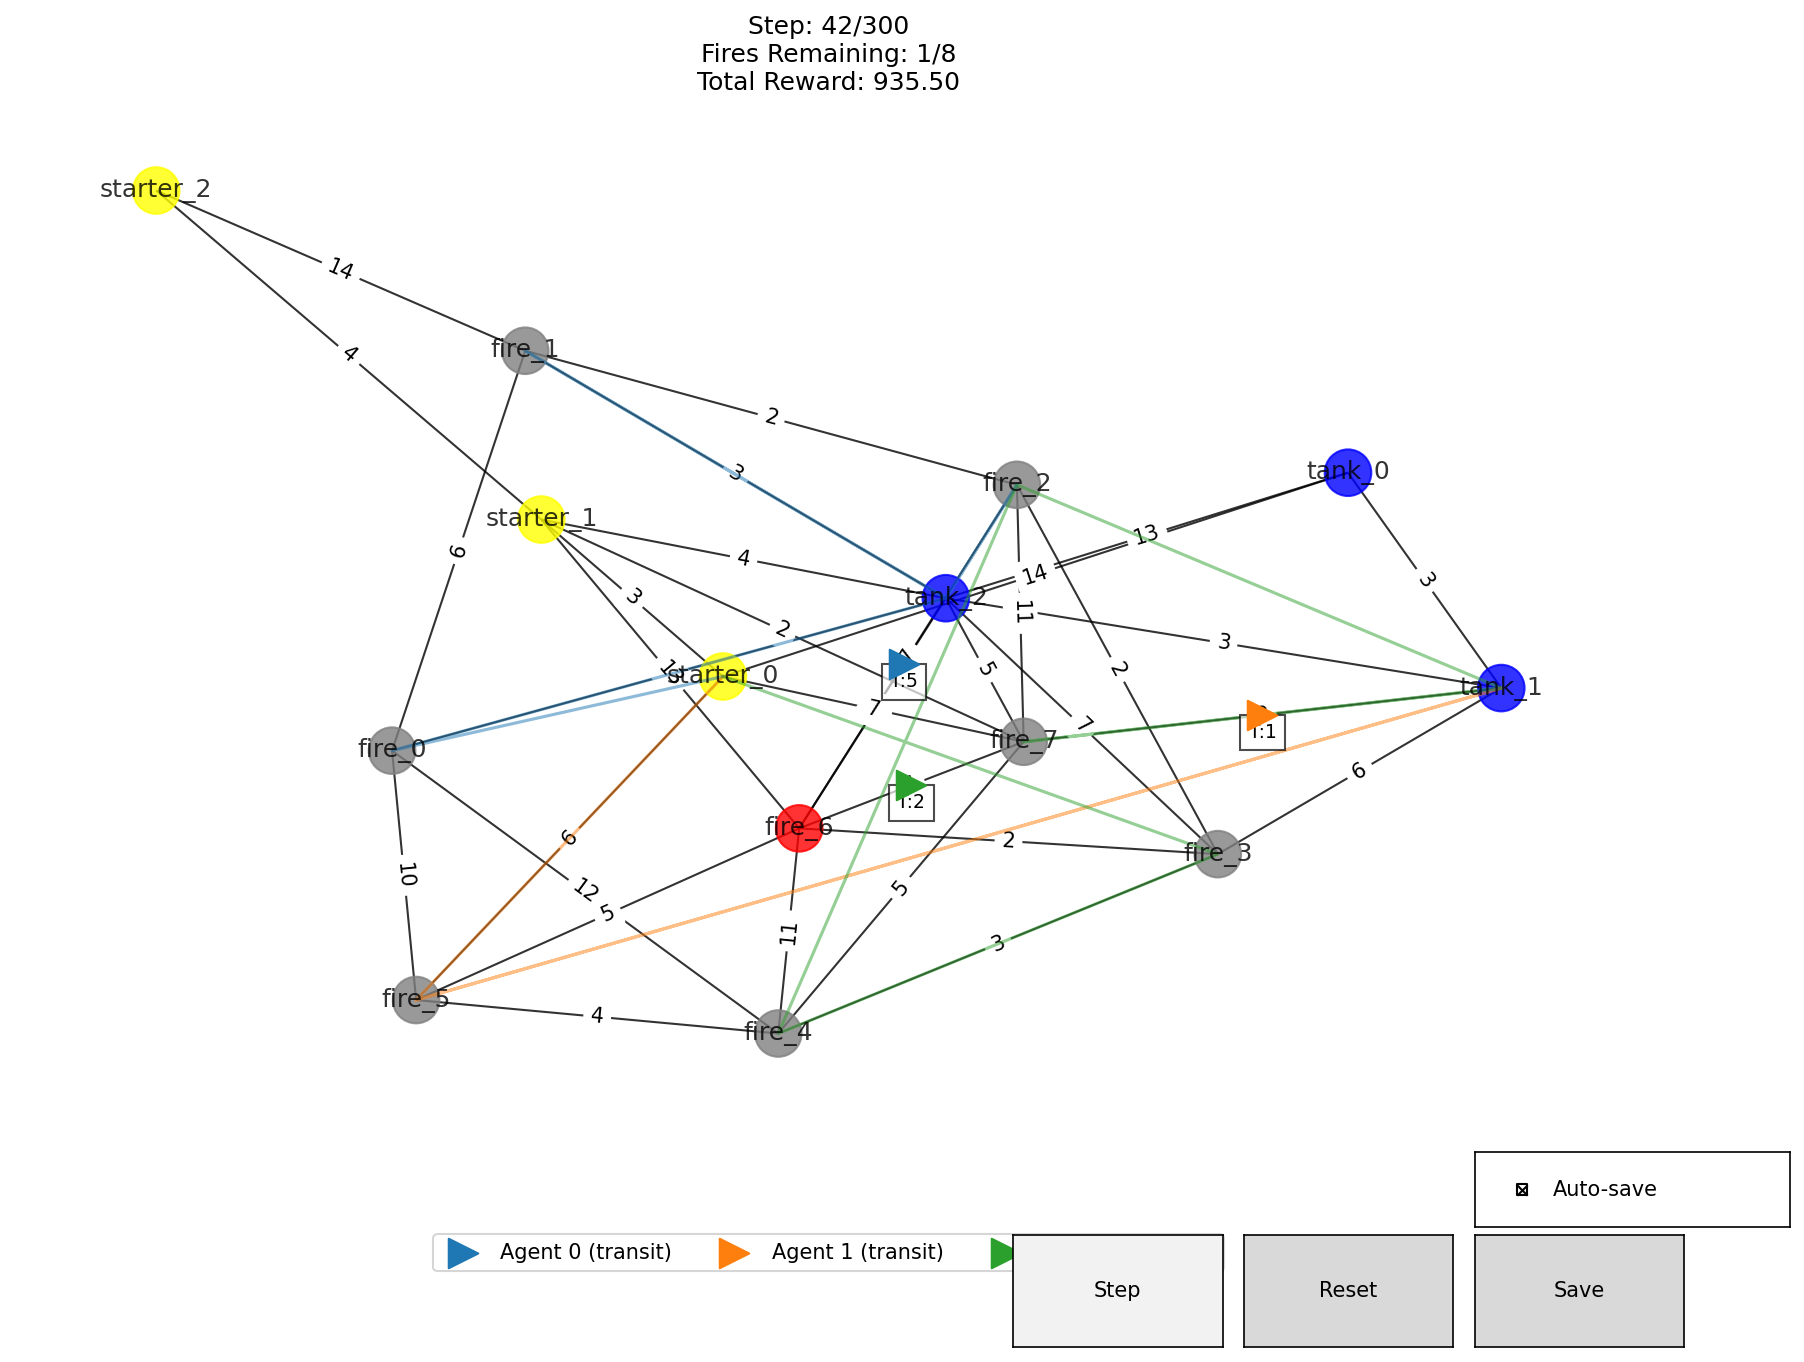 Step: 42/300
Fires Remaining: 1/8
Total Reward: 935.50
starter_2
14
4
fire_1
2
3
fire_2
tank_0
starter_1
13
6
4
14
3
3
11
tank_2
2
3
starter_0
5
2
T:5
tank_1
7
7
fire_0
fire_7
T:1
6
T:2
fire_6
6
2
fire_3
10
12
5
5
11
3
fire_5
4
fire_4
Auto-save
Agent 0 (transit)
Agent 1 (transit)
Step
Reset
Save